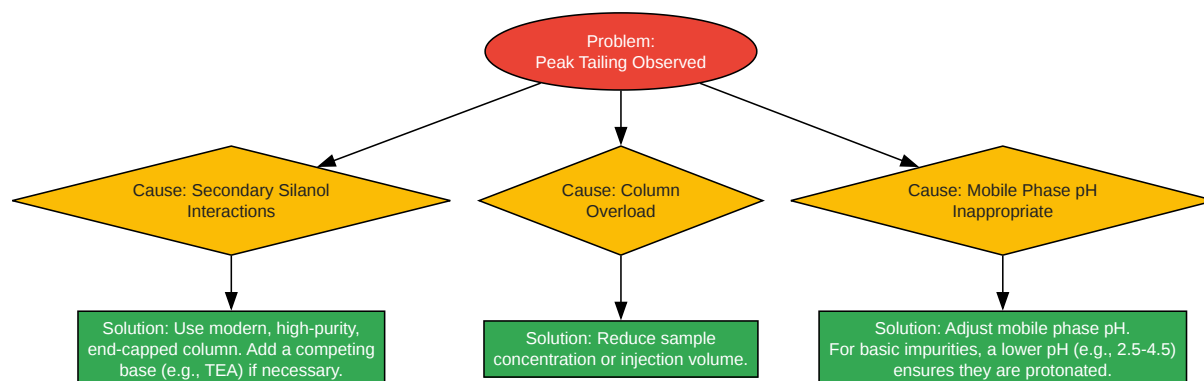 Problem:
Peak Tailing Observed
Cause: Secondary Silanol
Interactions
Cause: Column
Overload
Cause: Mobile Phase pH
Inappropriate
Solution: Use modern, high-purity,
end-capped column. Add a competing
base (e.g., TEA) if necessary.
Solution: Reduce sample
concentration or injection volume.
Solution: Adjust mobile phase pH.
For basic impurities, a lower pH (e.g., 2.5-4.5)
ensures they are protonated.